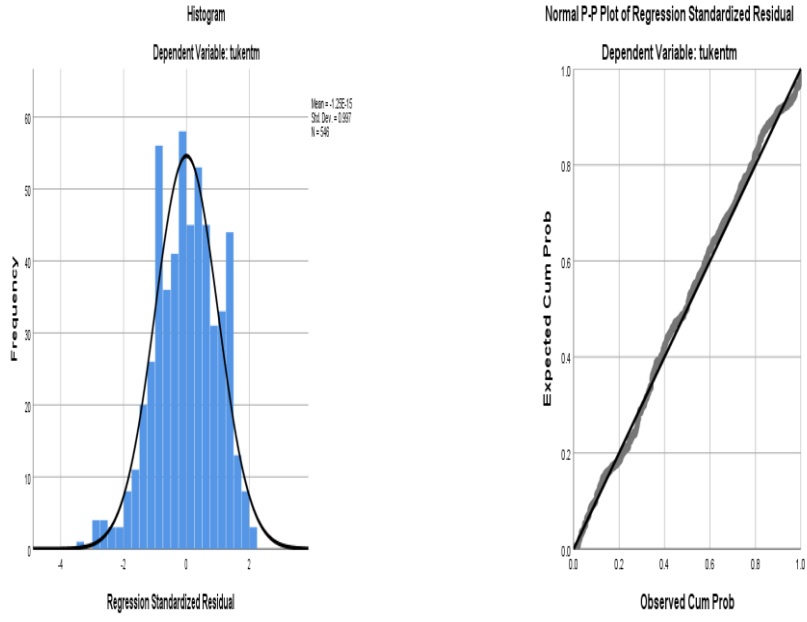 Histogram
Dependent Variable: tukentm
Mean = -1.25E-15
Std. Dev. = 0.997
N = 546
60
50
40
30
20
10
0
Frequency
-4
-2
0
2
Regression Standardized Residual
Normal P-P Plot of Regression Standardized Residual
Dependent Variable: tukentm
1.0
0.8
0.6
0.4
0.2
0.0
Expected Cum Prob
0.0
0.2
0.4
0.6
0.8
1.0
Observed Cum Prob